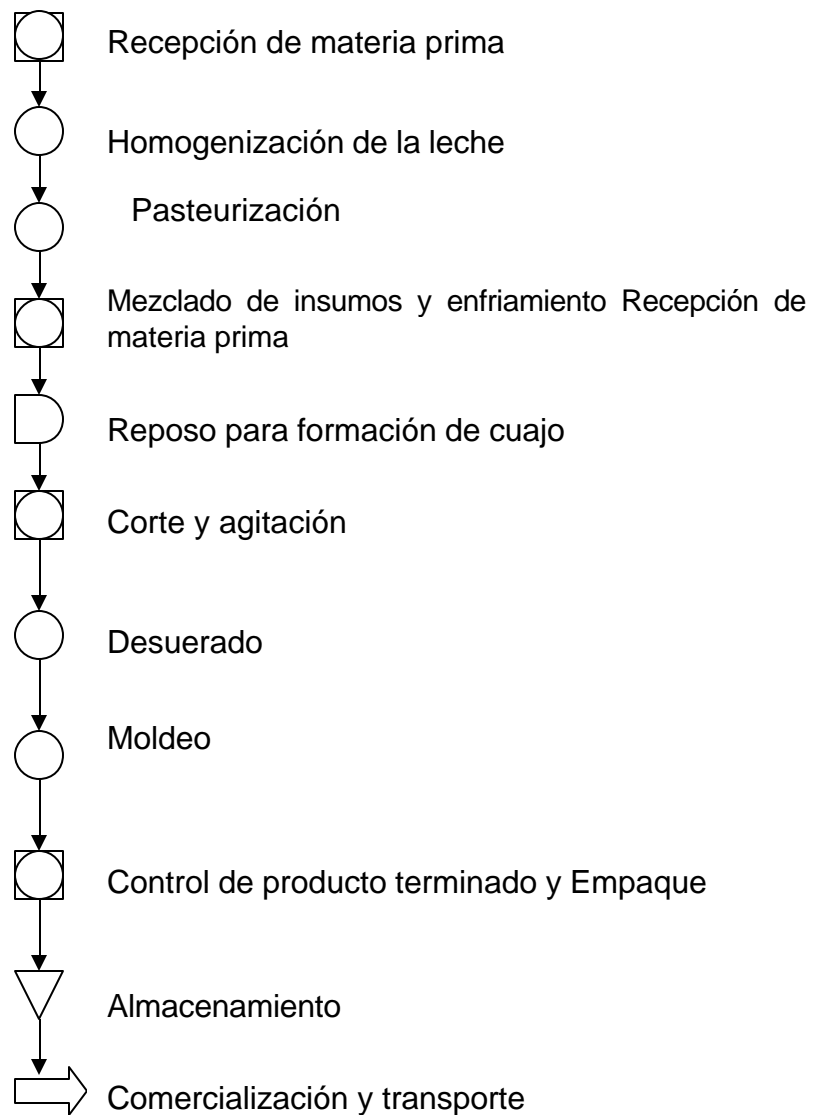 Recepción de materia prima
Homogenización de la leche
Pasteurización
Mezclado de insumos y enfriamiento Recepción de
materia prima
Reposo para formación de cuajo
Corte y agitación
Desuerado
Moldeo
Control de producto terminado y Empaque
Almacenamiento
Comercialización y transporte